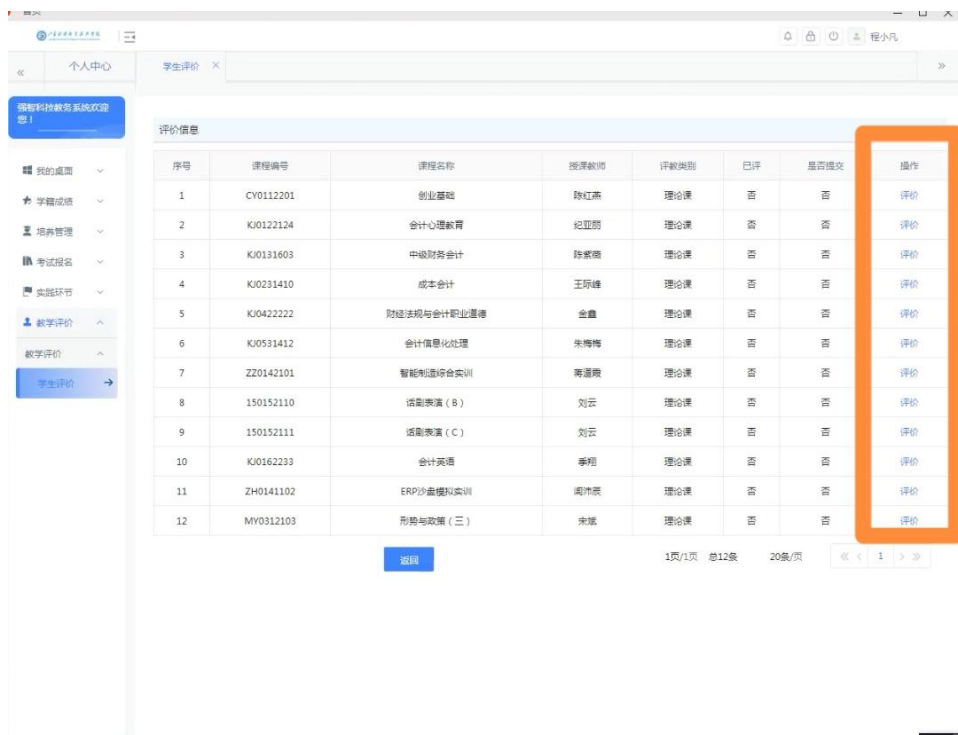 首页
程小凡
个人中心
学生评价
强智科技教务系统欢迎
您！
评价信息
我的桌面
学籍成绩
培养管理
考试报名
实践环节
教学评价
教学评价
学生评价
序号 课程编号 课程名称 授课教师 评教类别 已评 是否提交 操作
1 CY0112201 创业基础 陈红燕 理论课 否 否 评价
2 KJ0122124 会计心理教育 纪亚丽 理论课 否 否 评价
3 KJ0131603 中级财务会计 陈紫薇 理论课 否 否 评价
4 KJ0231410 成本会计 王际峰 理论课 否 否 评价
5 KJ0422222 财经法规与会计职业道德 金鑫 理论课 否 否 评价
6 KJ0531412 会计信息化处理 朱梅梅 理论课 否 否 评价
7 ZZ0142101 智能制造综合实训 蒋道霞 理论课 否 否 评价
8 150152110 话剧表演（B） 刘云 理论课 否 否 评价
9 150152111 话剧表演（C） 刘云 理论课 否 否 评价
10 KJ0162233 会计英语 季翔 理论课 否 否 评价
11 ZH0141102 ERP沙盘模拟实训 闻沛辰 理论课 否 否 评价
12 MY0312103 形势与政策（三） 宋斌 理论课 否 否 评价
返回
1页/1页 总12条 20条/页 1